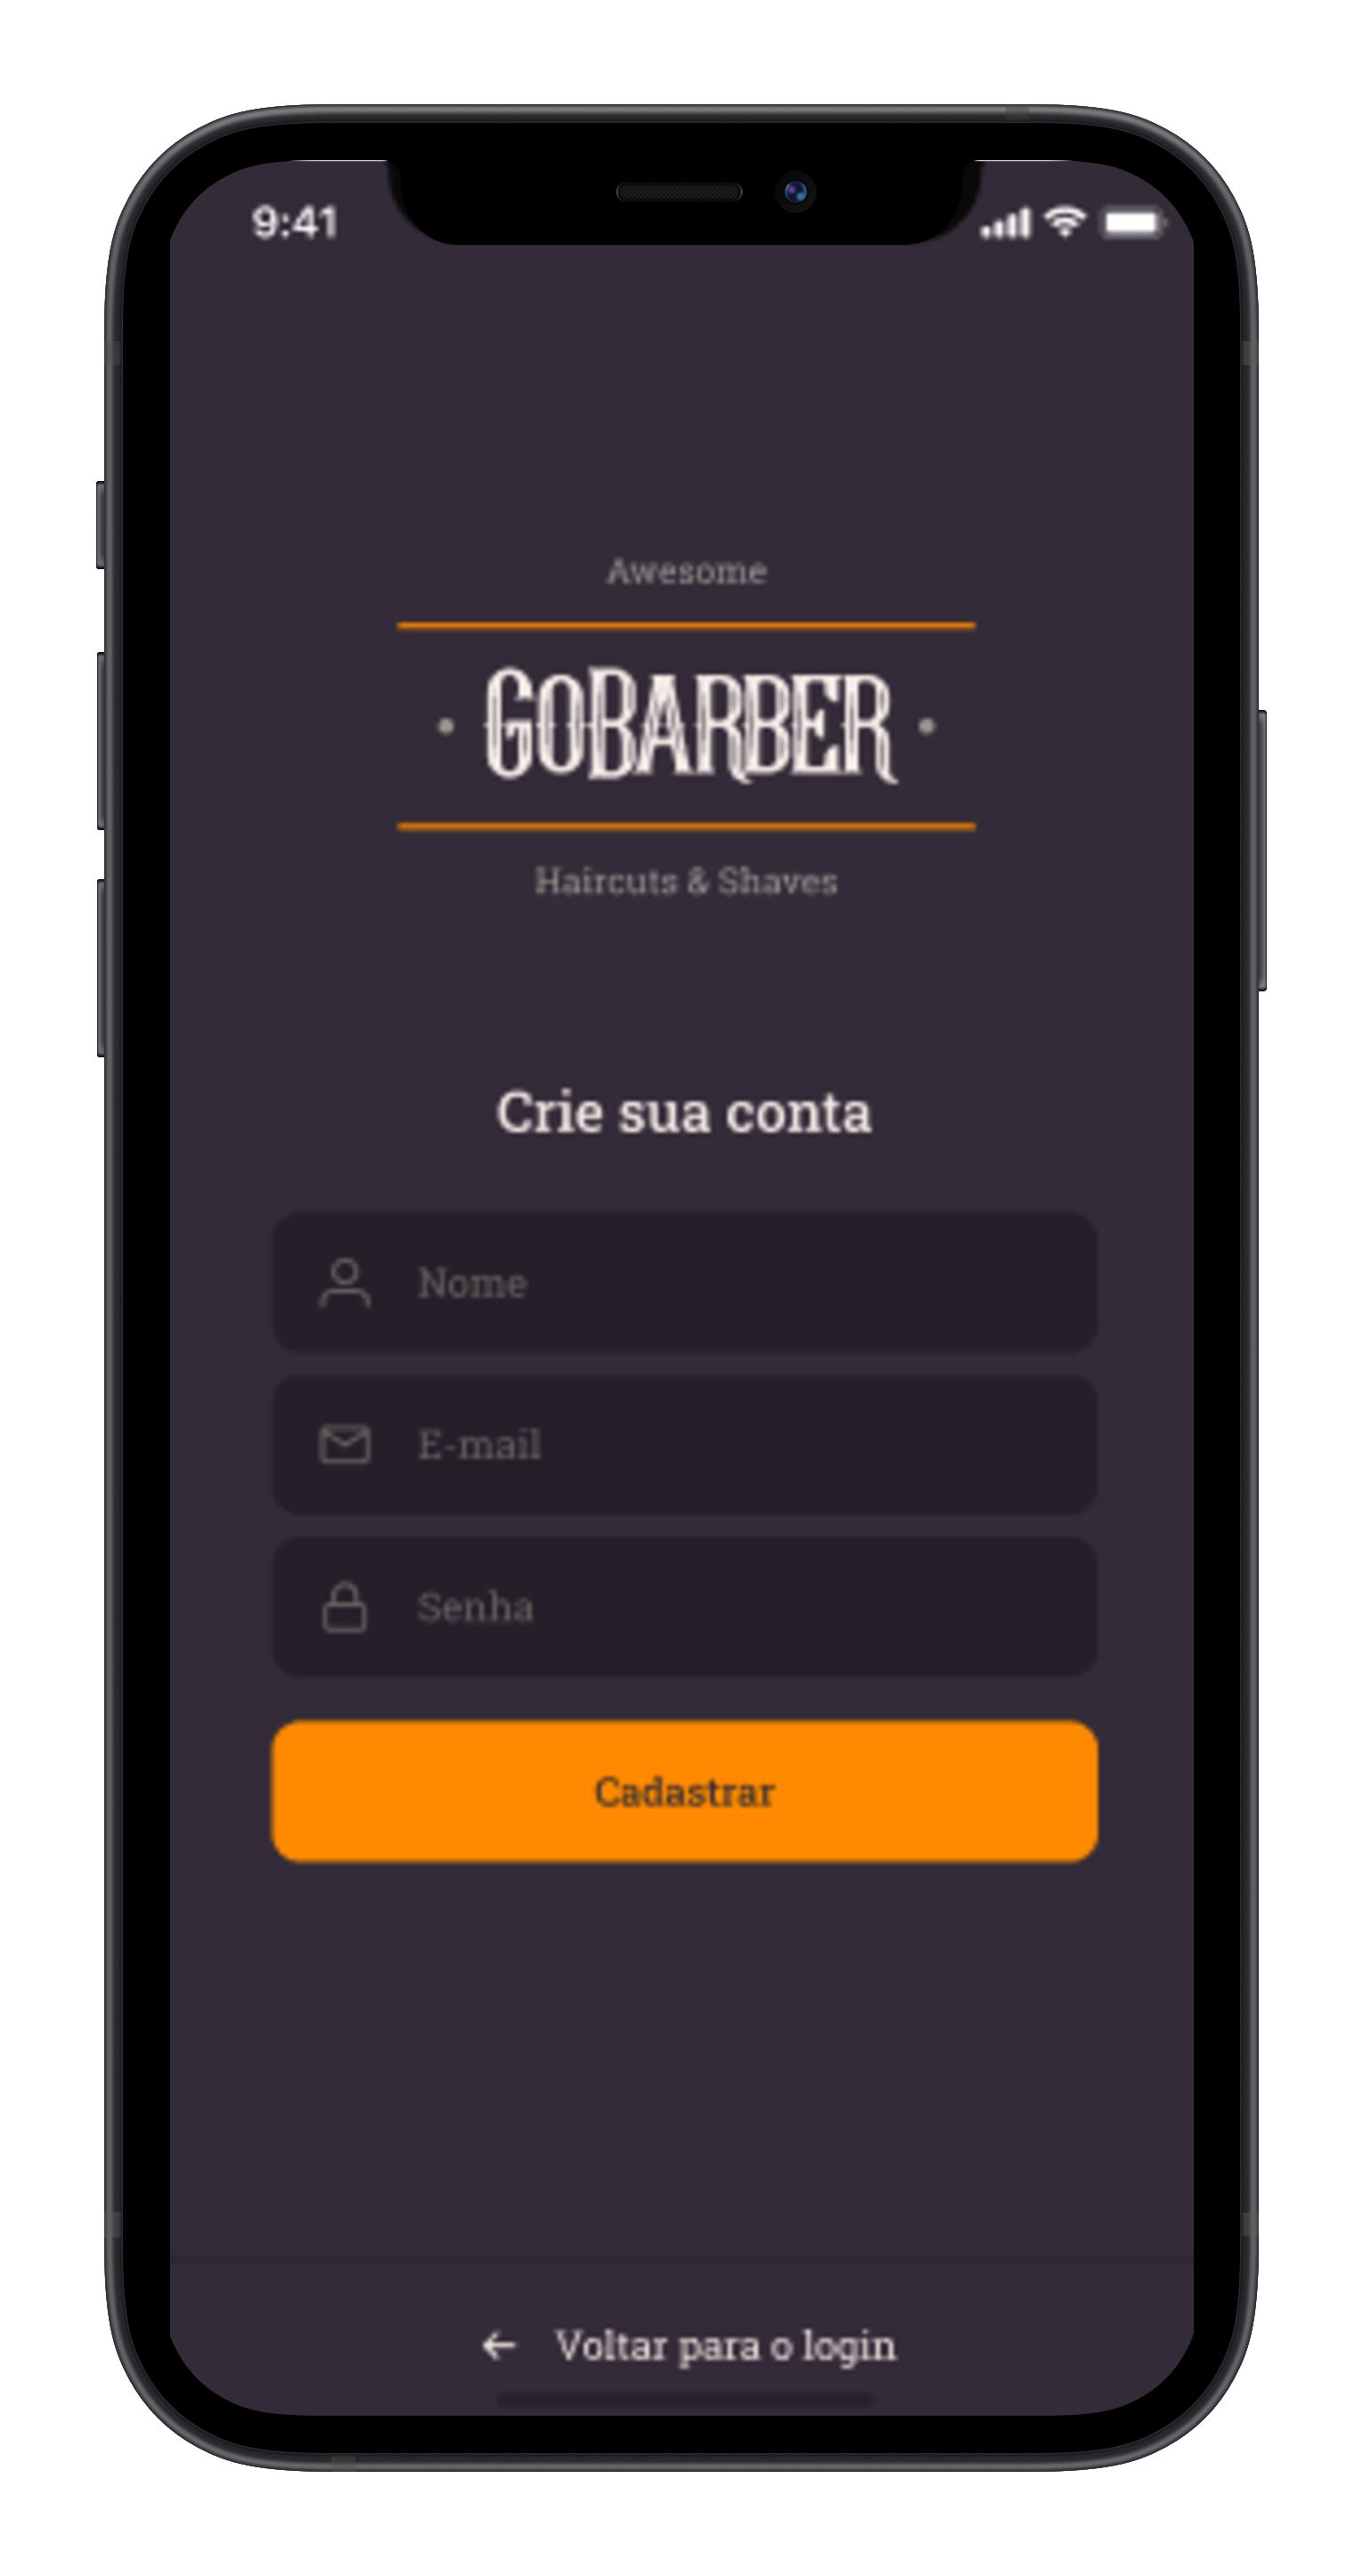 9:41
Awesome
GOBARBER
Haircuts & Shaves
Crie sua conta
Nome
E-mail
Senha
Cadastrar
← Voltar para o login